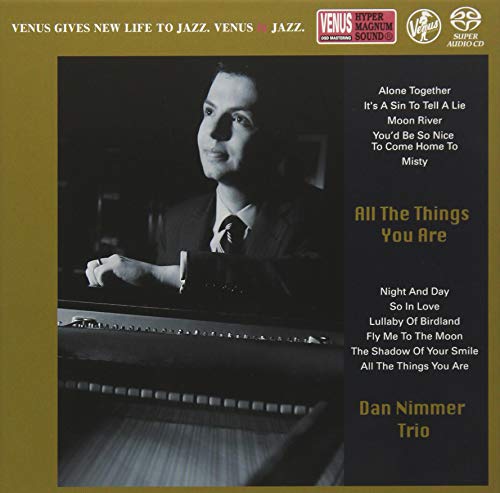 VENUS GIVES NEW LIFE TO JAZZ. VENUS IS JAZZ.
VENUS
DSD MASTERING
HYPER
MAGNUM
SOUND®
Venus
SUPER
AUDIO CD
Alone Together
It's A Sin To Tell A Lie
Moon River
You'd Be So Nice
To Come Home To
Misty
All The Things
You Are
Night And Day
So In Love
Lullaby Of Birdland
Fly Me To The Moon
The Shadow Of Your Smile
All The Things You Are
Dan Nimmer
Trio